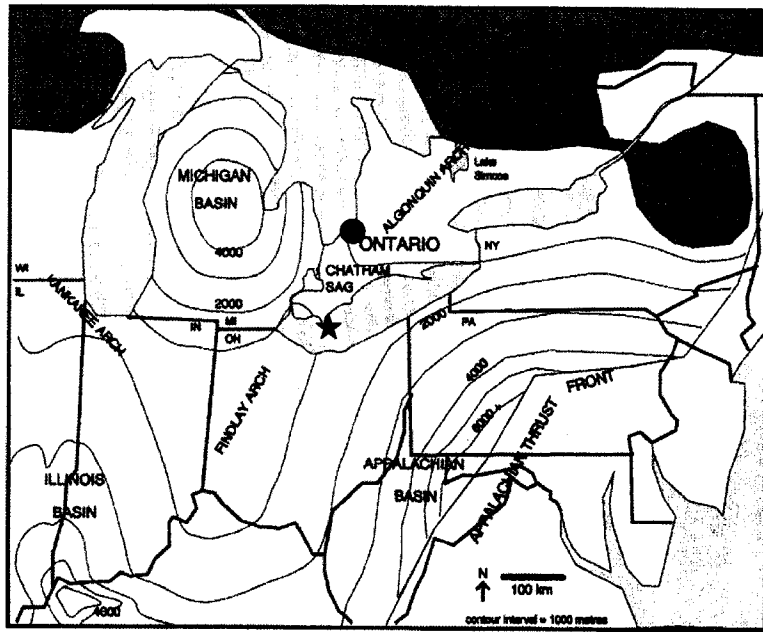 ALGONQUIN ARCH
Lake
Simcoe
MICHIGAN
BASIN
4000
ONTARIO
NY
CHATHAM
SAG
WI
IL
KANKAKEE ARCH
2000
IN
MI
OH
2000
PA
4000
FINDLAY ARCH
APPALACHIAN THRUST FRONT
ILLINOIS
BASIN
APPALACHIAN
BASIN
4000
N
100 km
contour interval = 1000 metres